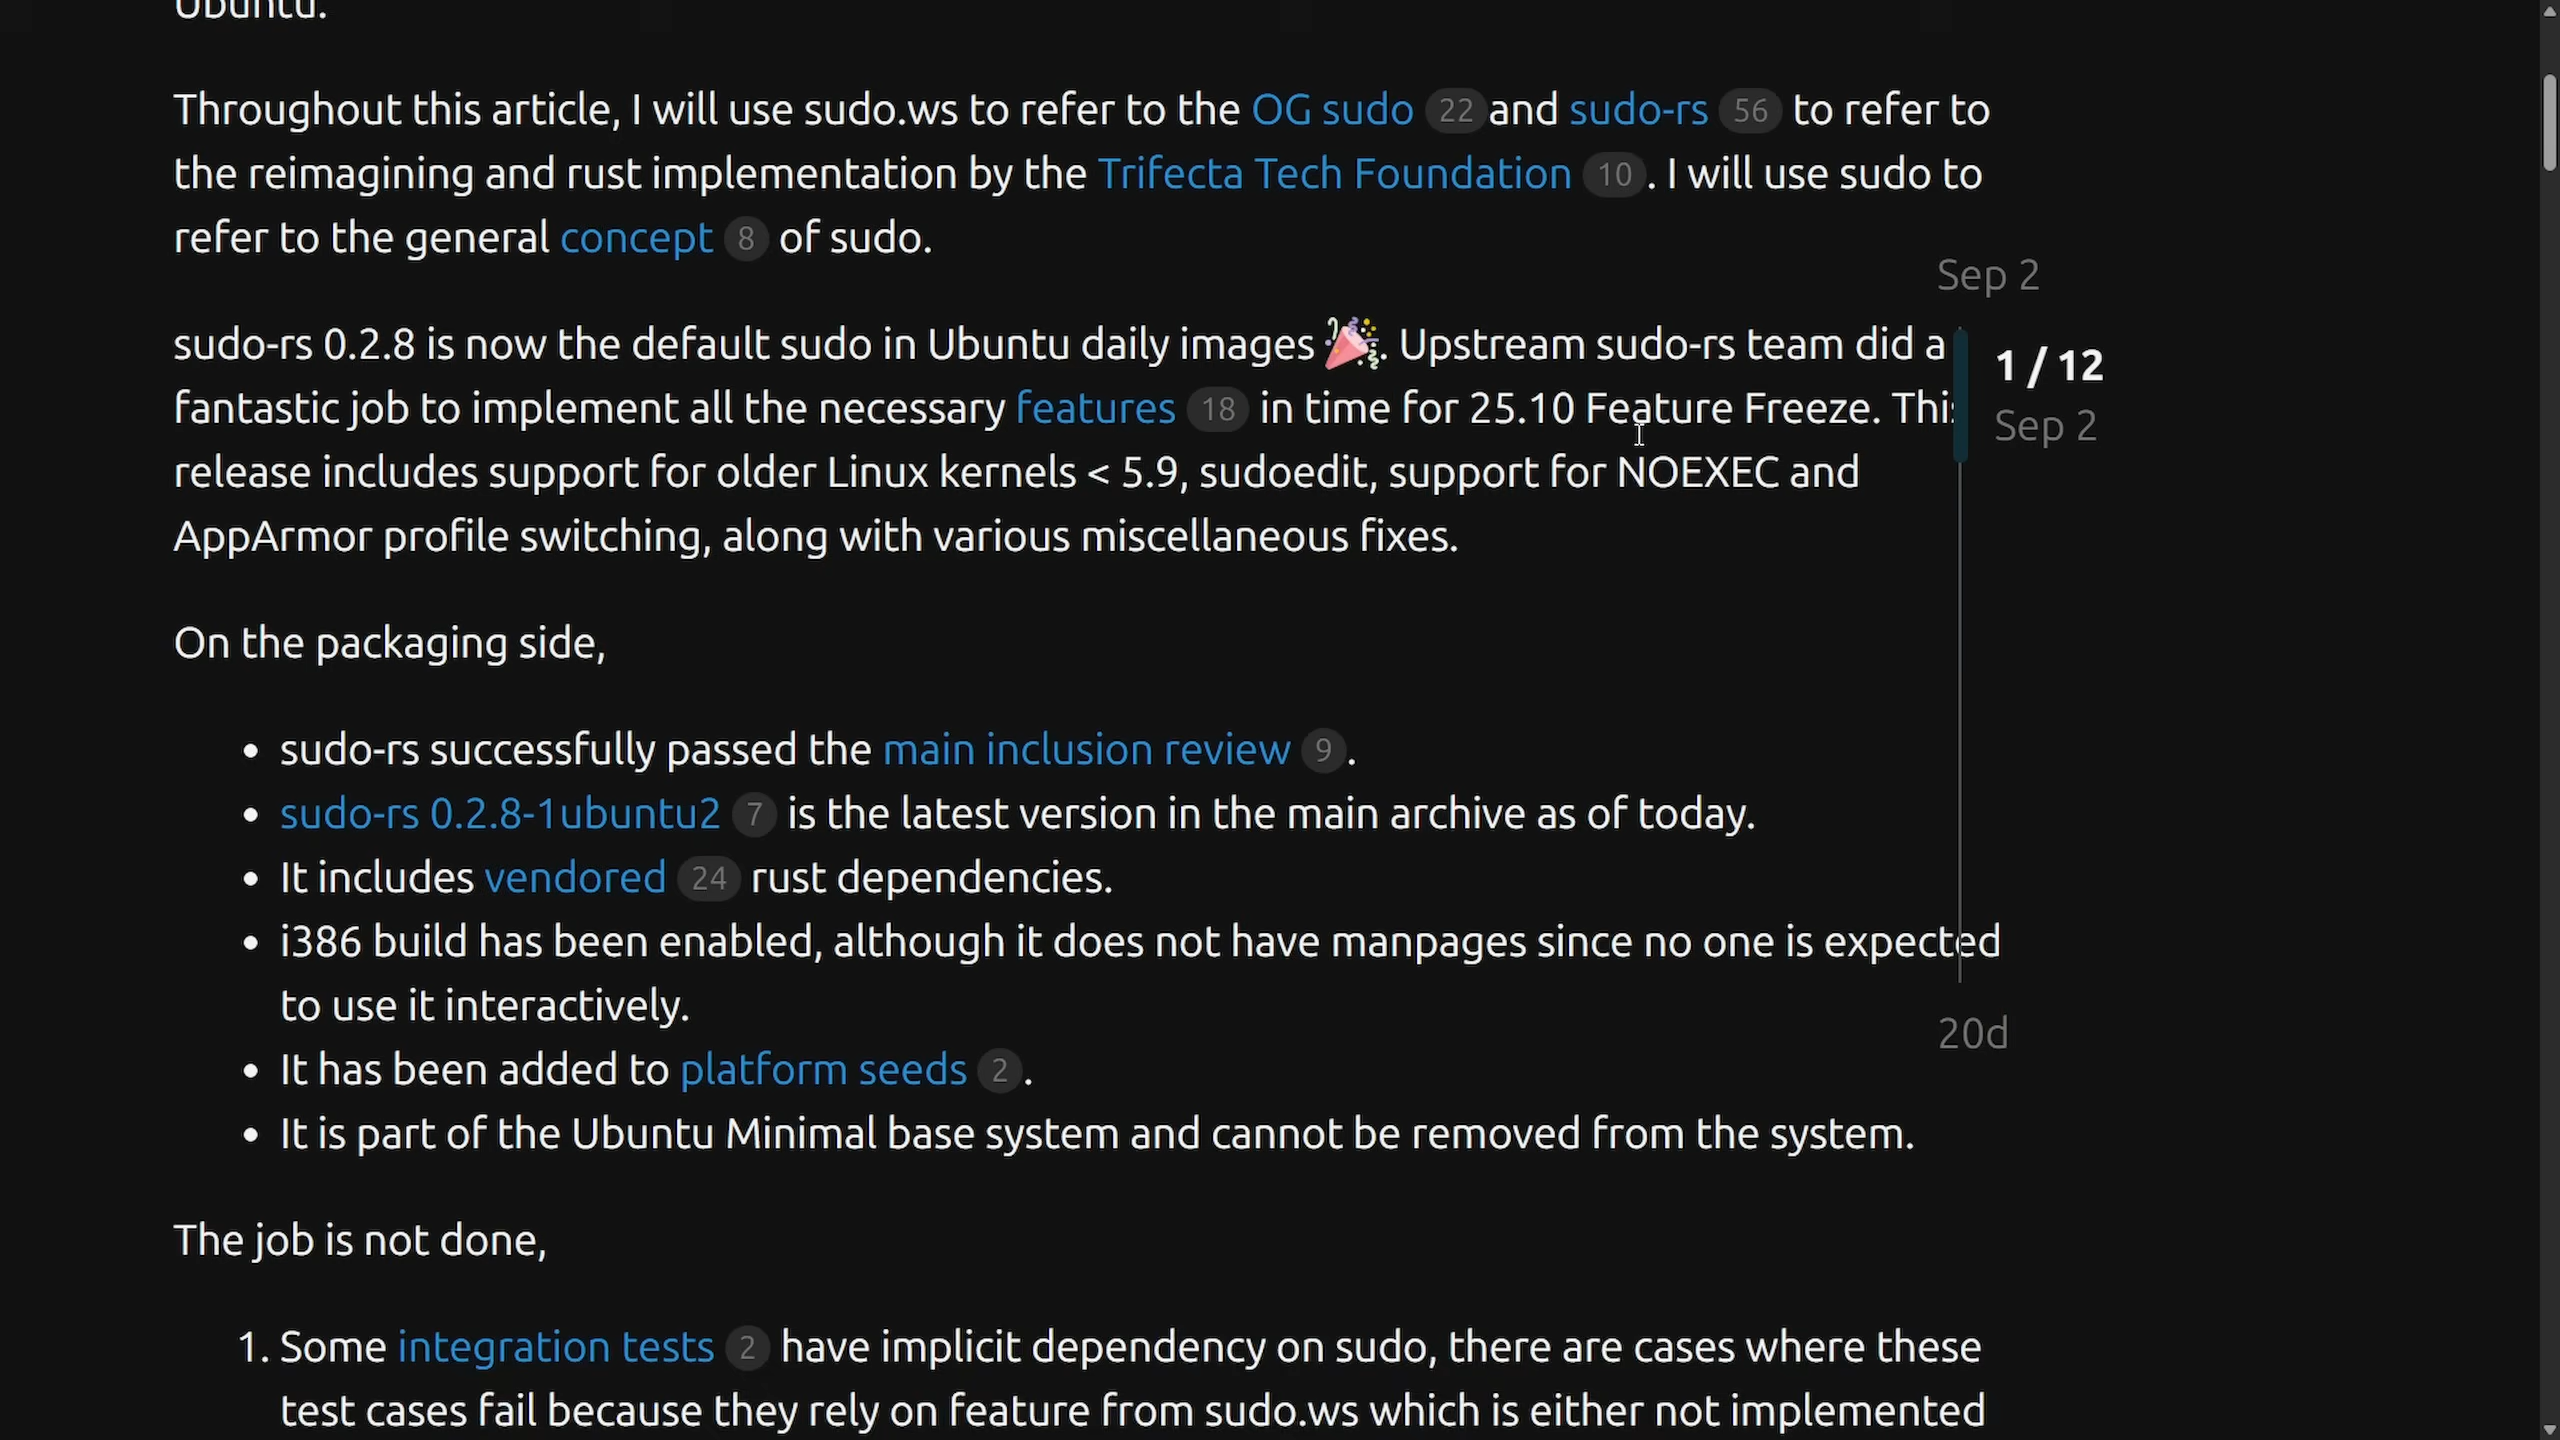 Ubuntu.
Throughout this article, I will use sudo.ws to refer to the OG sudo 22 and sudo-rs 56 to refer to
the reimagining and rust implementation by the Trifecta Tech Foundation 10. I will use sudo to
refer to the general concept 8 of sudo.
Sep 2
sudo-rs 0.2.8 is now the default sudo in Ubuntu daily images 🎉. Upstream sudo-rs team did a
1 / 12
fantastic job to implement all the necessary features 18 in time for 25.10 Feature Freeze. This
Sep 2
release includes support for older Linux kernels < 5.9, sudoedit, support for NOEXEC and
AppArmor profile switching, along with various miscellaneous fixes.
On the packaging side,
• sudo-rs successfully passed the main inclusion review 9.
• sudo-rs 0.2.8-1ubuntu2 7 is the latest version in the main archive as of today.
• It includes vendored 24 rust dependencies.
• i386 build has been enabled, although it does not have manpages since no one is expected
to use it interactively.
20d
• It has been added to platform seeds 2.
• It is part of the Ubuntu Minimal base system and cannot be removed from the system.
The job is not done,
1. Some integration tests 2 have implicit dependency on sudo, there are cases where these
test cases fail because they rely on feature from sudo.ws which is either not implemented